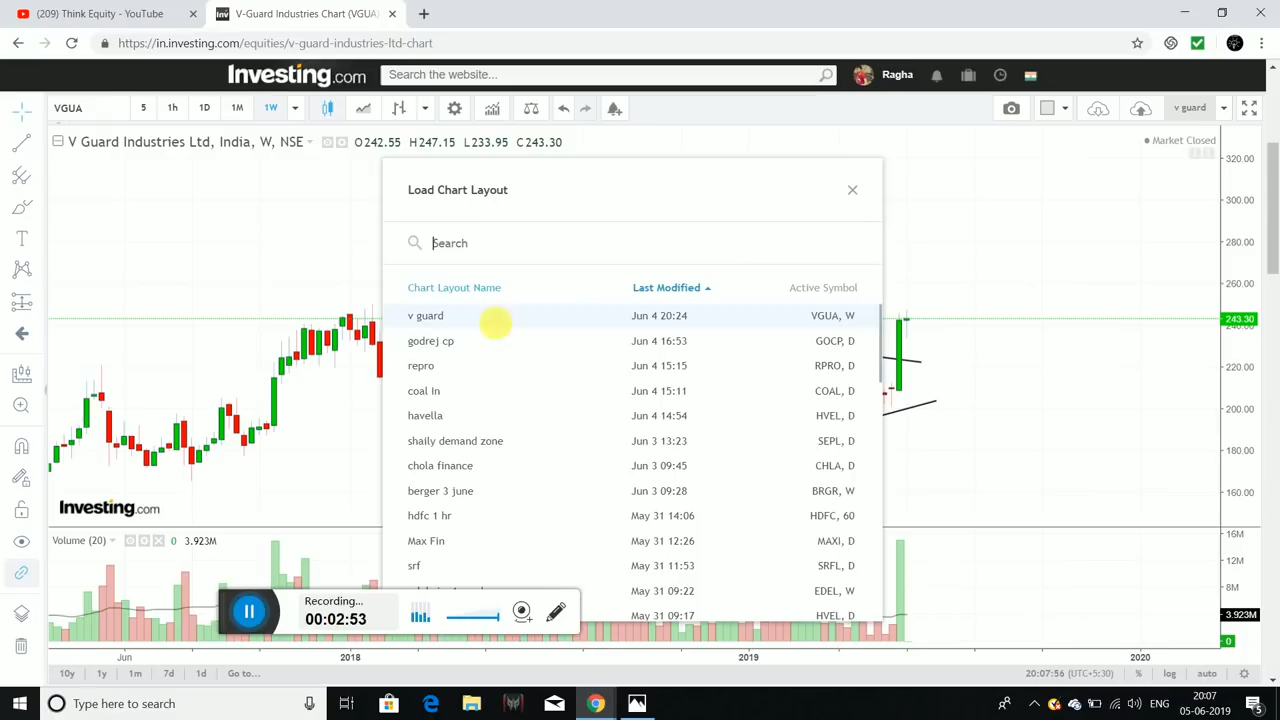 (209) Think Equity - YouTube
V-Guard Industries Chart (VGUA)
https://in.investing.com/equities/v-guard-industries-ltd-chart
Investing.com
Search the website...
Ragha
VGUA
5
1h
1D
1M
1W
v guard
V Guard Industries Ltd, India, W, NSE
O242.55 H247.15 L233.95 C243.30
Market Closed
320.00
300.00
280.00
260.00
243.30
220.00
200.00
180.00
160.00
Load Chart Layout
Search
Chart Layout Name Last Modified Active Symbol
v guard Jun 4 20:24 VGUA, W
godrej cp Jun 4 16:53 GOCP, D
repro Jun 4 15:15 RPRO, D
coal in Jun 4 15:11 COAL, D
havella Jun 4 14:54 HVEL, D
shaily demand zone Jun 3 13:23 SEPL, D
chola finance Jun 3 09:45 CHLA, D
berger 3 june Jun 3 09:28 BRGR, W
hdfc 1 hr May 31 14:06 HDFC, 60
Max Fin May 31 12:26 MAXI, D
srf May 31 11:53 SRFL, D
May 31 09:22 EDEL, W
May 31 09:17 HVEL, D
Investing.com
Volume (20) 0 3.923M
16M
12M
8M
3.923M
0
Recording...
00:02:53
Jun 2018 2019 2020
10y 1y 1m 7d 1d Go to...
20:07:56 (UTC+5:30) % log auto
Type here to search
ENG
20:07
05-06-2019
5